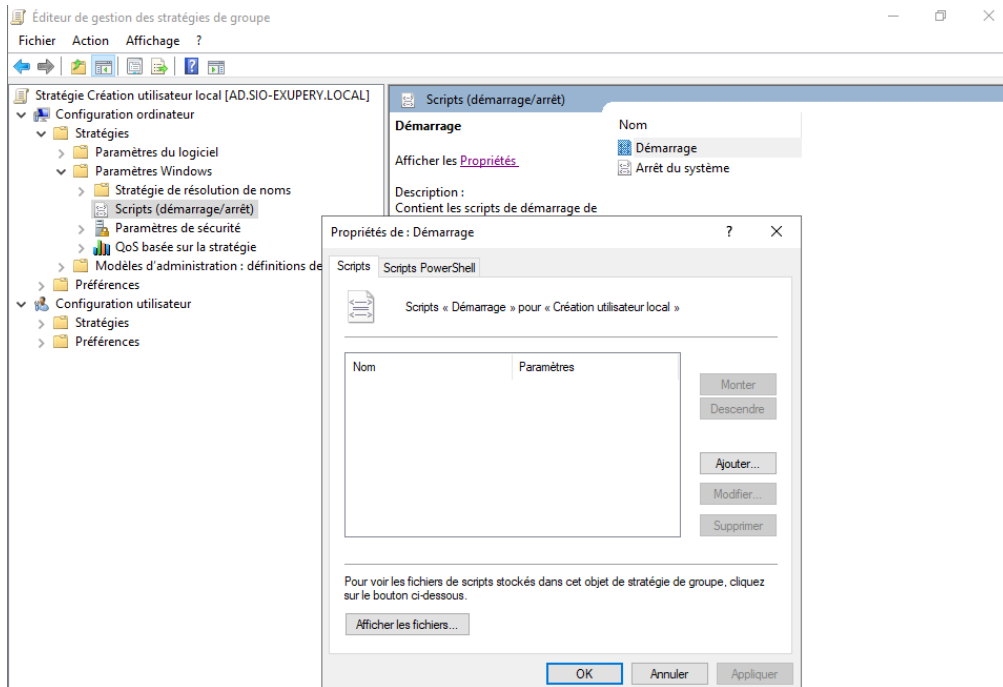 Éditeur de gestion des stratégies de groupe
Fichier Action Affichage ?
Stratégie Création utilisateur local [AD.SIO-EXUPERY.LOCAL]
Configuration ordinateur
Stratégies
Paramètres du logiciel
Paramètres Windows
Stratégie de résolution de noms
Scripts (démarrage/arrêt)
Paramètres de sécurité
QoS basée sur la stratégie
Modèles d'administration : définitions de
Préférences
Configuration utilisateur
Stratégies
Préférences
Scripts (démarrage/arrêt)
Démarrage
Afficher les Propriétés
Description :
Contient les scripts de démarrage de
Nom
Démarrage
Arrêt du système
Propriétés de : Démarrage
?
Scripts Scripts PowerShell
Scripts « Démarrage » pour « Création utilisateur local »
Nom Paramètres
Monter
Descendre
Ajouter...
Modifier...
Supprimer
Pour voir les fichiers de scripts stockés dans cet objet de stratégie de groupe, cliquez
sur le bouton ci-dessous.
Afficher les fichiers...
OK Annuler Appliquer